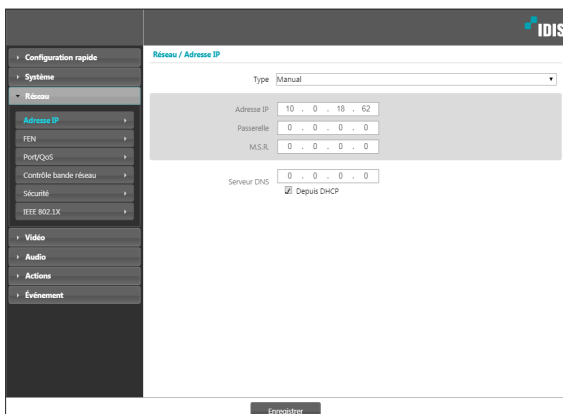 IDIS
Configuration rapide
Système
Réseau
Adresse IP
FEN
Port/QoS
Contrôle bande réseau
Sécurité
IEEE 802.1X
Vidéo
Audio
Actions
Événement
Réseau / Adresse IP
Type Manual
Adresse IP 10 . 0 . 18 . 62
Passerelle 0 . 0 . 0 . 0
M.S.R. 0 . 0 . 0 . 0
Serveur DNS 0 . 0 . 0 . 0
Depuis DHCP
Enregistrer